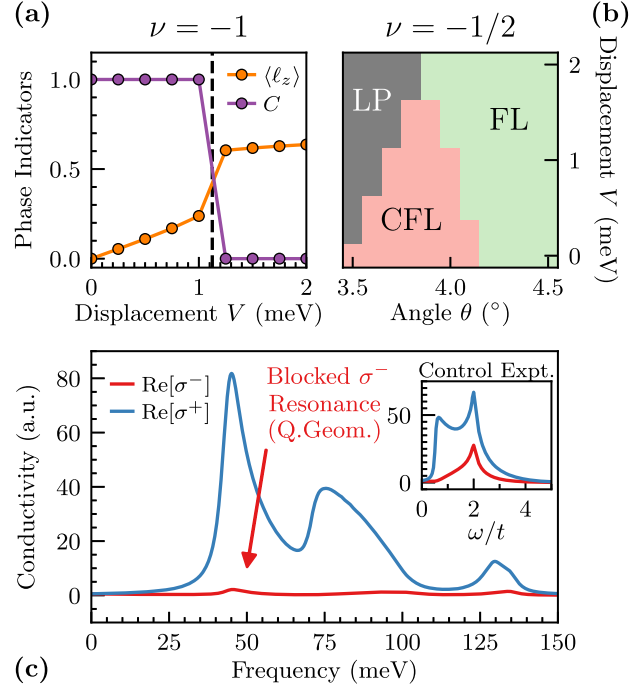 (a)
ν = −1
ν = −1/2
(b)
Phase Indicators
1.0
0.5
0.0
⟨ℓz⟩
C
0
1
2
Displacement V (meV)
LP
FL
CFL
3.5
4.0
4.5
Angle θ (°)
2
1
0
Displacement V (meV)
Conductivity (a.u.)
80
60
40
20
0
Re[σ⁻]
Re[σ⁺]
Blocked σ⁻
Resonance
(Q.Geom.)
Control Expt.
50
0
0
2
4
ω/t
0
25
50
75
100
125
150
(c)
Frequency (meV)